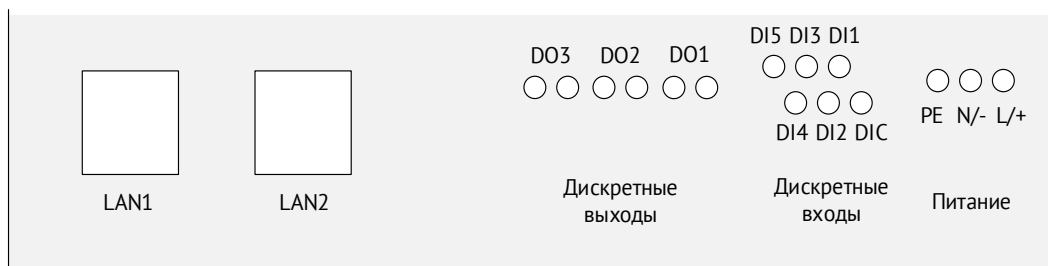 DI5 DI3 DI1
DO3 DO2 DO1
PE N/- L/+
DI4 DI2 DIC
LAN1
LAN2
Дискретные
выходы
Дискретные
входы
Питание